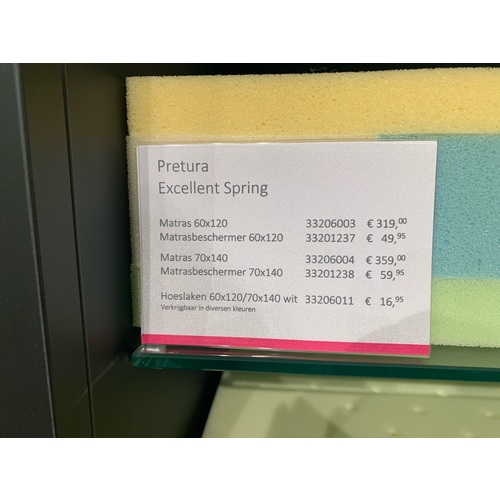 Pretura
Excellent Spring
Matras 60x120 33206003 € 319,00
Matrasbeschermer 60x120 33201237 € 49,95
Matras 70x140 33206004 € 359,00
Matrasbeschermer 70x140 33201238 € 59,95
Hoeslaken 60x120/70x140 wit 33206011 € 16,95
Verkrijgbaar in diversen kleuren